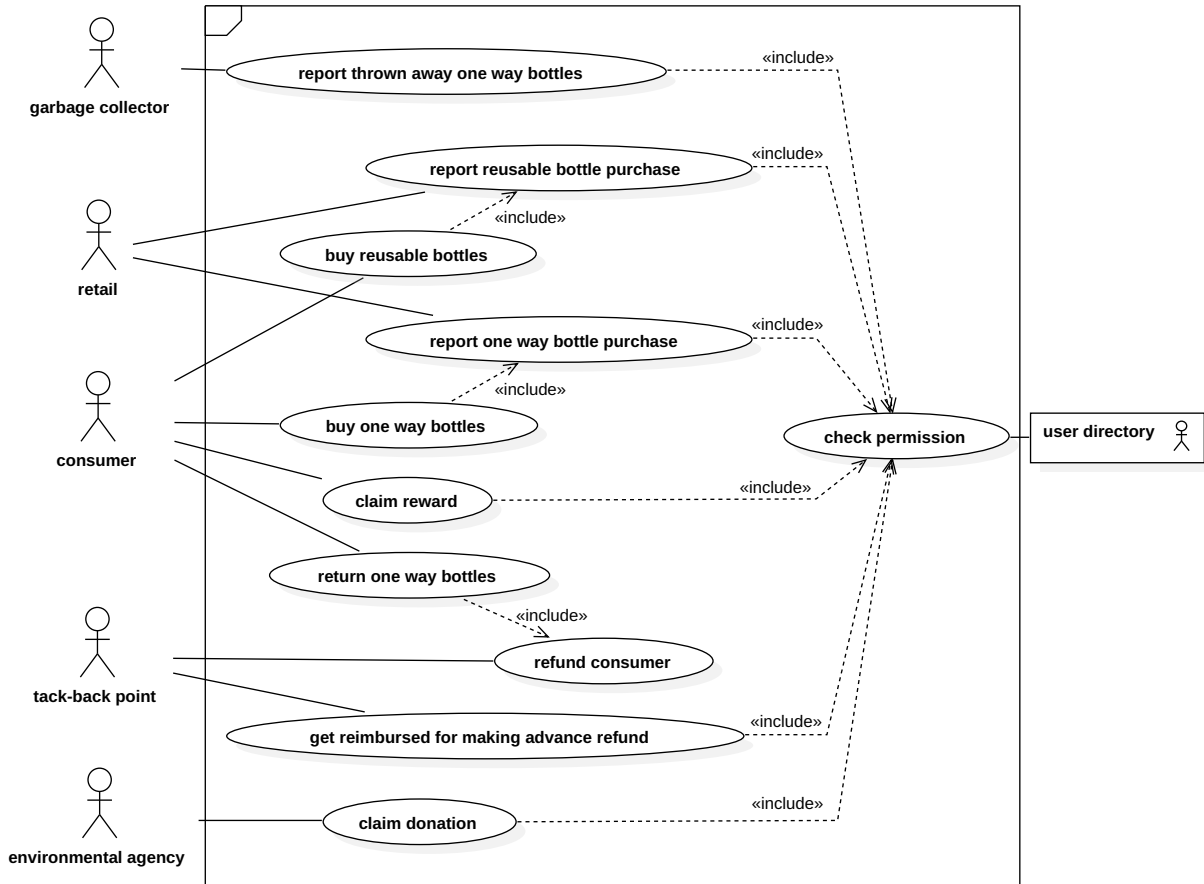 «include»
report thrown away one way bottles
garbage collector
«include»
report reusable bottle purchase
«include»
buy reusable bottles
retail
«include»
report one way bottle purchase
«include»
buy one way bottles
check permission
user directory
consumer
«include»
claim reward
return one way bottles
«include»
refund consumer
tack-back point
«include»
get reimbursed for making advance refund
«include»
claim donation
environmental agency